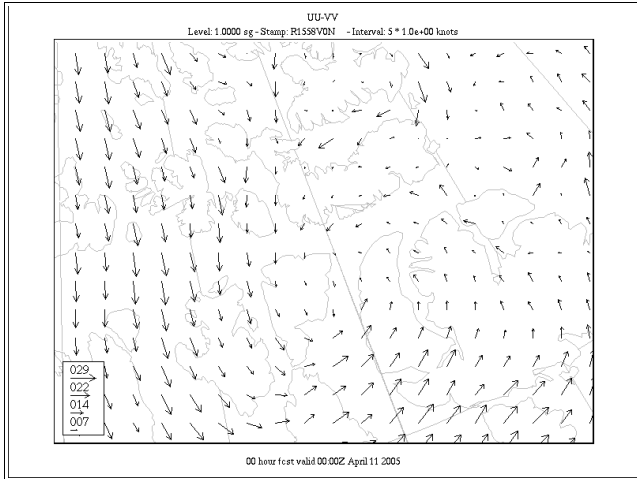 UU-VV
Level: 1.0000 sg - Stamp: R1558V0N - Interval: 5 * 1.0e+00 knots
029
022
014
007
00 hour fcst valid 00:00Z April 11 2005